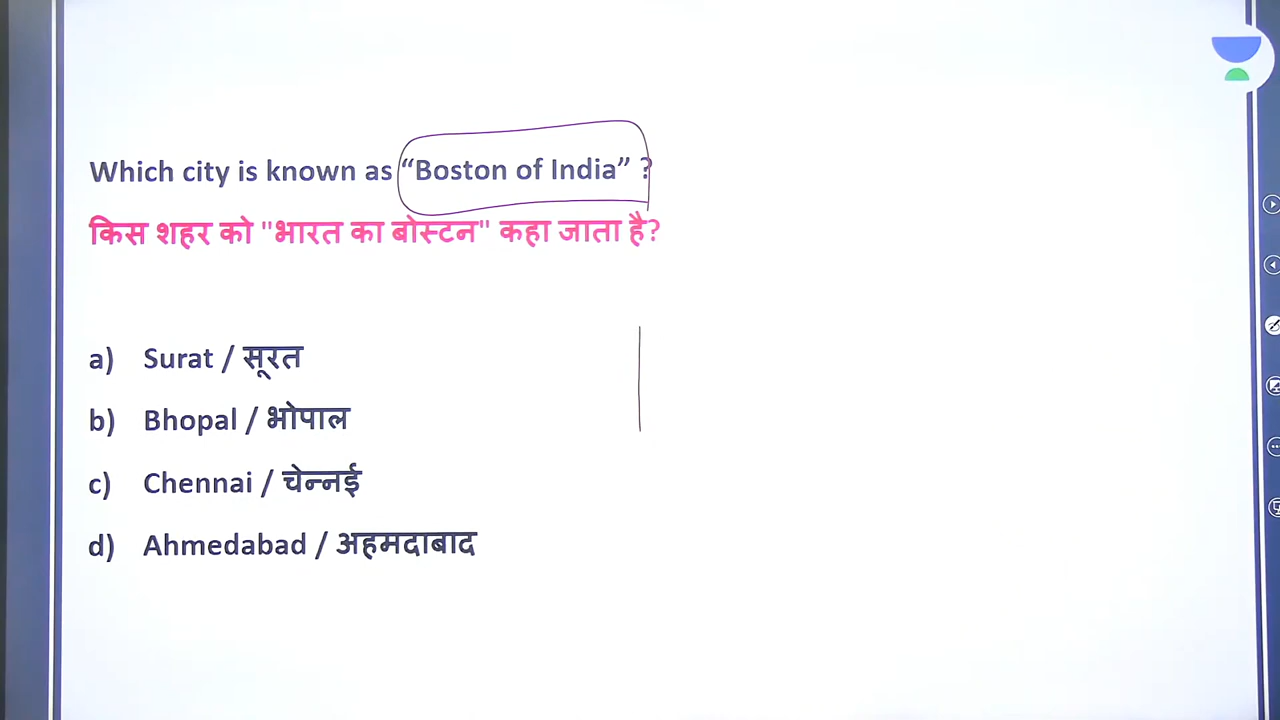 Which city is known as “Boston of India” ?
किस शहर को "भारत का बोस्टन" कहा जाता है?
a) Surat / सूरत
b) Bhopal / भोपाल
c) Chennai / चेन्नई
d) Ahmedabad / अहमदाबाद